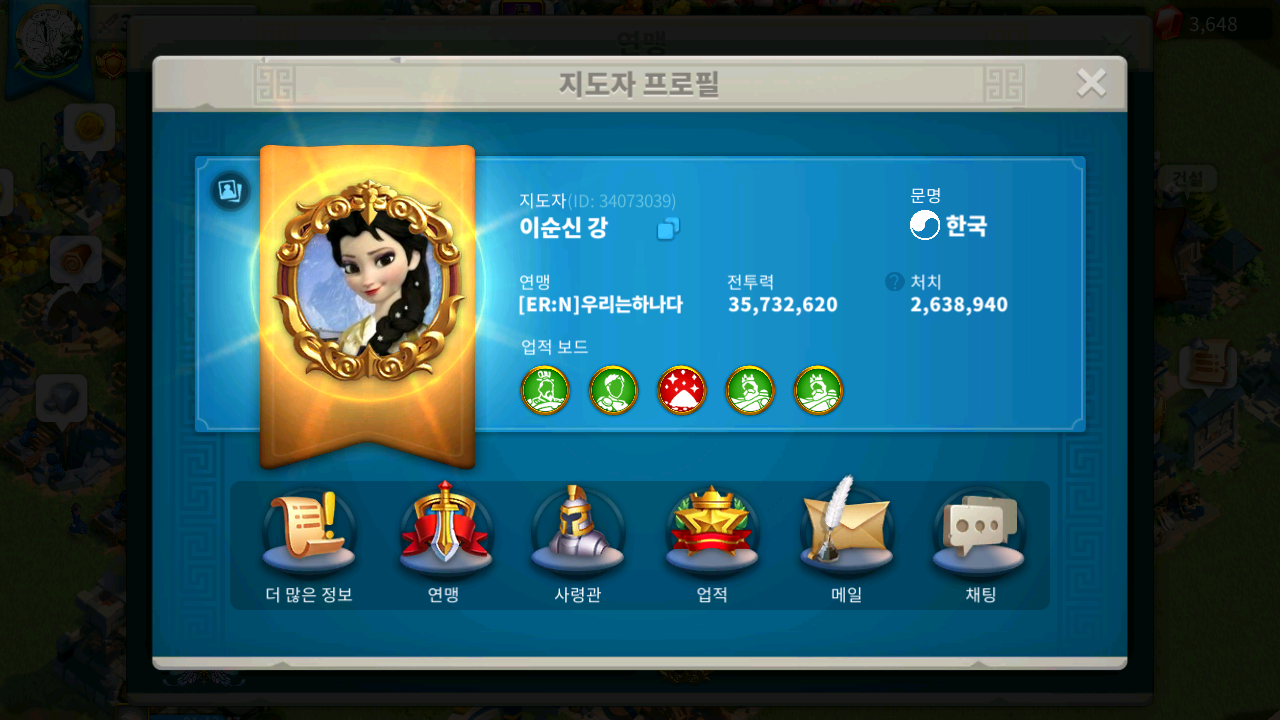 3,648
연맹
지도자 프로필
건설
지도자(ID: 34073039)
이순신 강
문명
한국
연맹
[ER:N]우리는하나다
전투력
35,732,620
? 처치
2,638,940
업적 보드
더 많은 정보
연맹
사령관
업적
메일
채팅